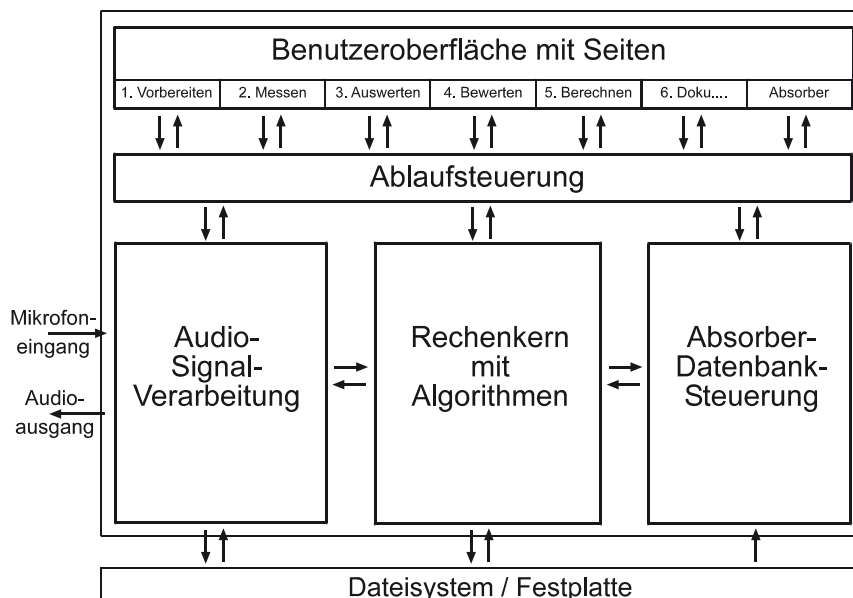 Benutzeroberfläche mit Seiten
1. Vorbereiten
2. Messen
3. Auswerten
4. Bewerten
5. Berechnen
6. Doku....
Absorber
Ablaufsteuerung
Mikrofon-
eingang
Audio-
ausgang
Audio-
Signal-
Verarbeitung
Rechenkern
mit
Algorithmen
Absorber-
Datenbank-
Steuerung
Dateisystem / Festplatte